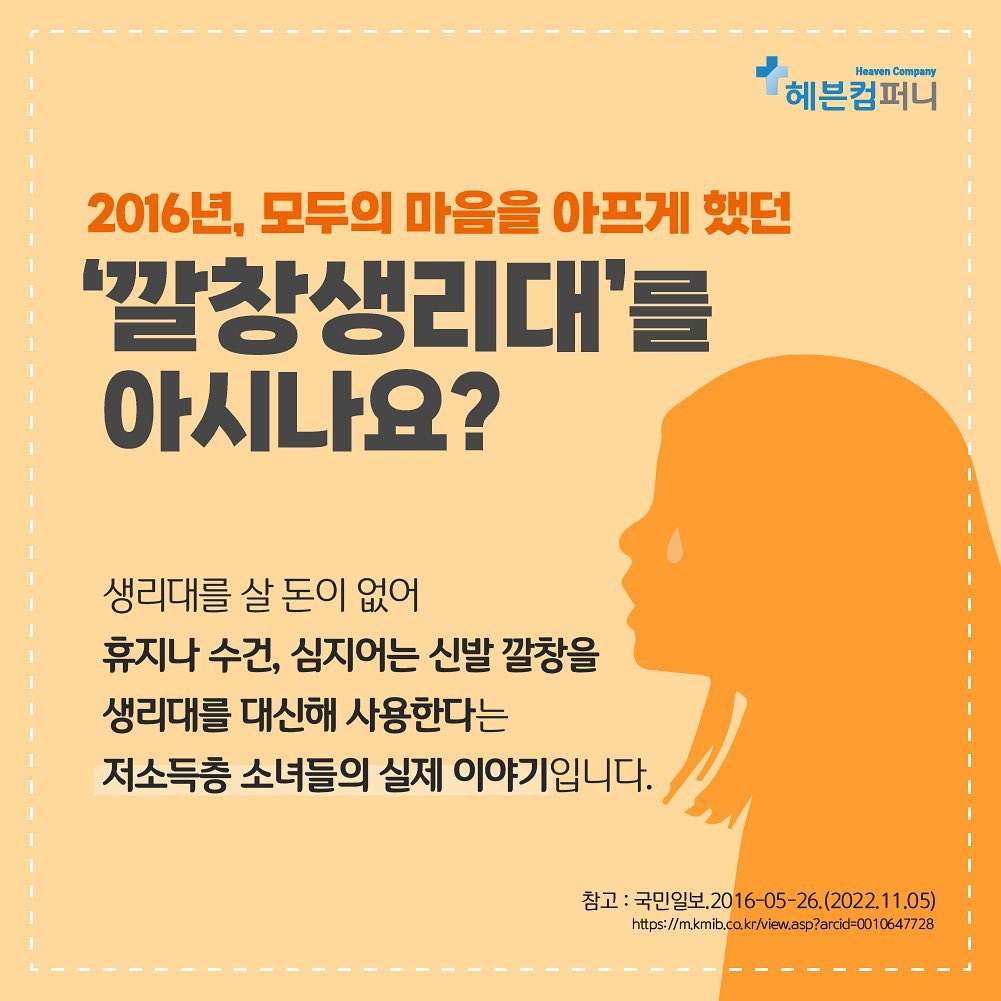 Heaven Company
헤븐컴퍼니
2016년, 모두의 마음을 아프게 했던
‘깔창생리대’를
아시나요?
생리대를 살 돈이 없어
휴지나 수건, 심지어는 신발 깔창을
생리대를 대신해 사용한다는
저소득층 소녀들의 실제 이야기입니다.
참고 : 국민일보.2016-05-26.(2022.11.05)
https://m.kmib.co.kr/view.asp?arcid=0010647728